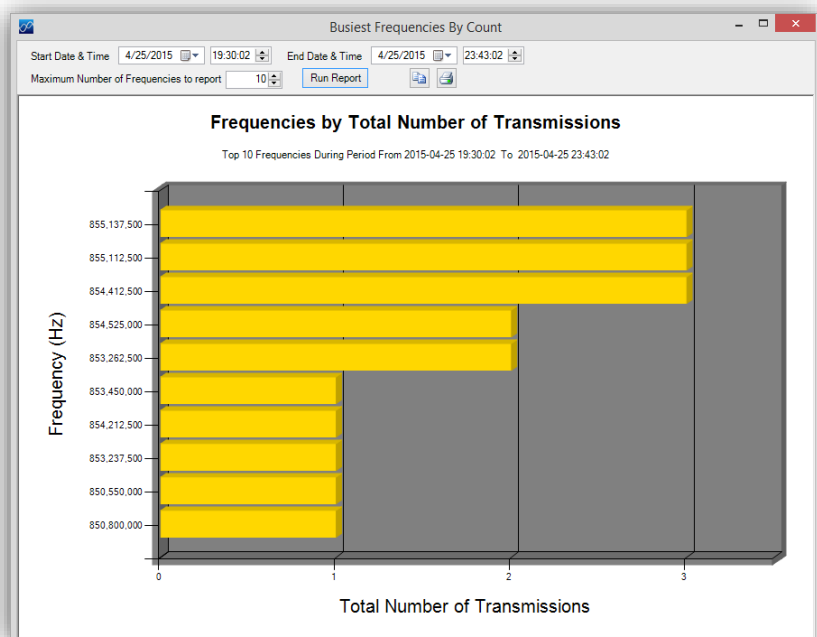 Busiest Frequencies By Count
Start Date & Time 4/25/2015 19:30:02 End Date & Time 4/25/2015 23:43:02
Maximum Number of Frequencies to report 10 Run Report
Frequencies by Total Number of Transmissions
Top 10 Frequencies During Period From 2015-04-25 19:30:02 To 2015-04-25 23:43:02
Frequency (Hz)
855,137,500
855,112,500
854,412,500
854,525,000
853,262,500
853,450,000
854,212,500
853,237,500
850,550,000
850,800,000
0 1 2 3
Total Number of Transmissions